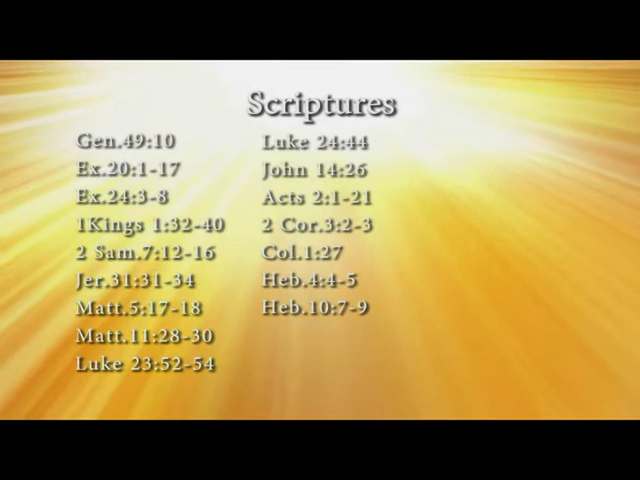 Scriptures
Gen.49:10
Ex.20:1-17
Ex.24:3-8
1Kings 1:32-40
2 Sam.7:12-16
Jer.31:31-34
Matt.5:17-18
Matt.11:28-30
Luke 23:52-54
Luke 24:44
John 14:26
Acts 2:1-21
2 Cor.3:2-3
Col.1:27
Heb.4:4-5
Heb.10:7-9